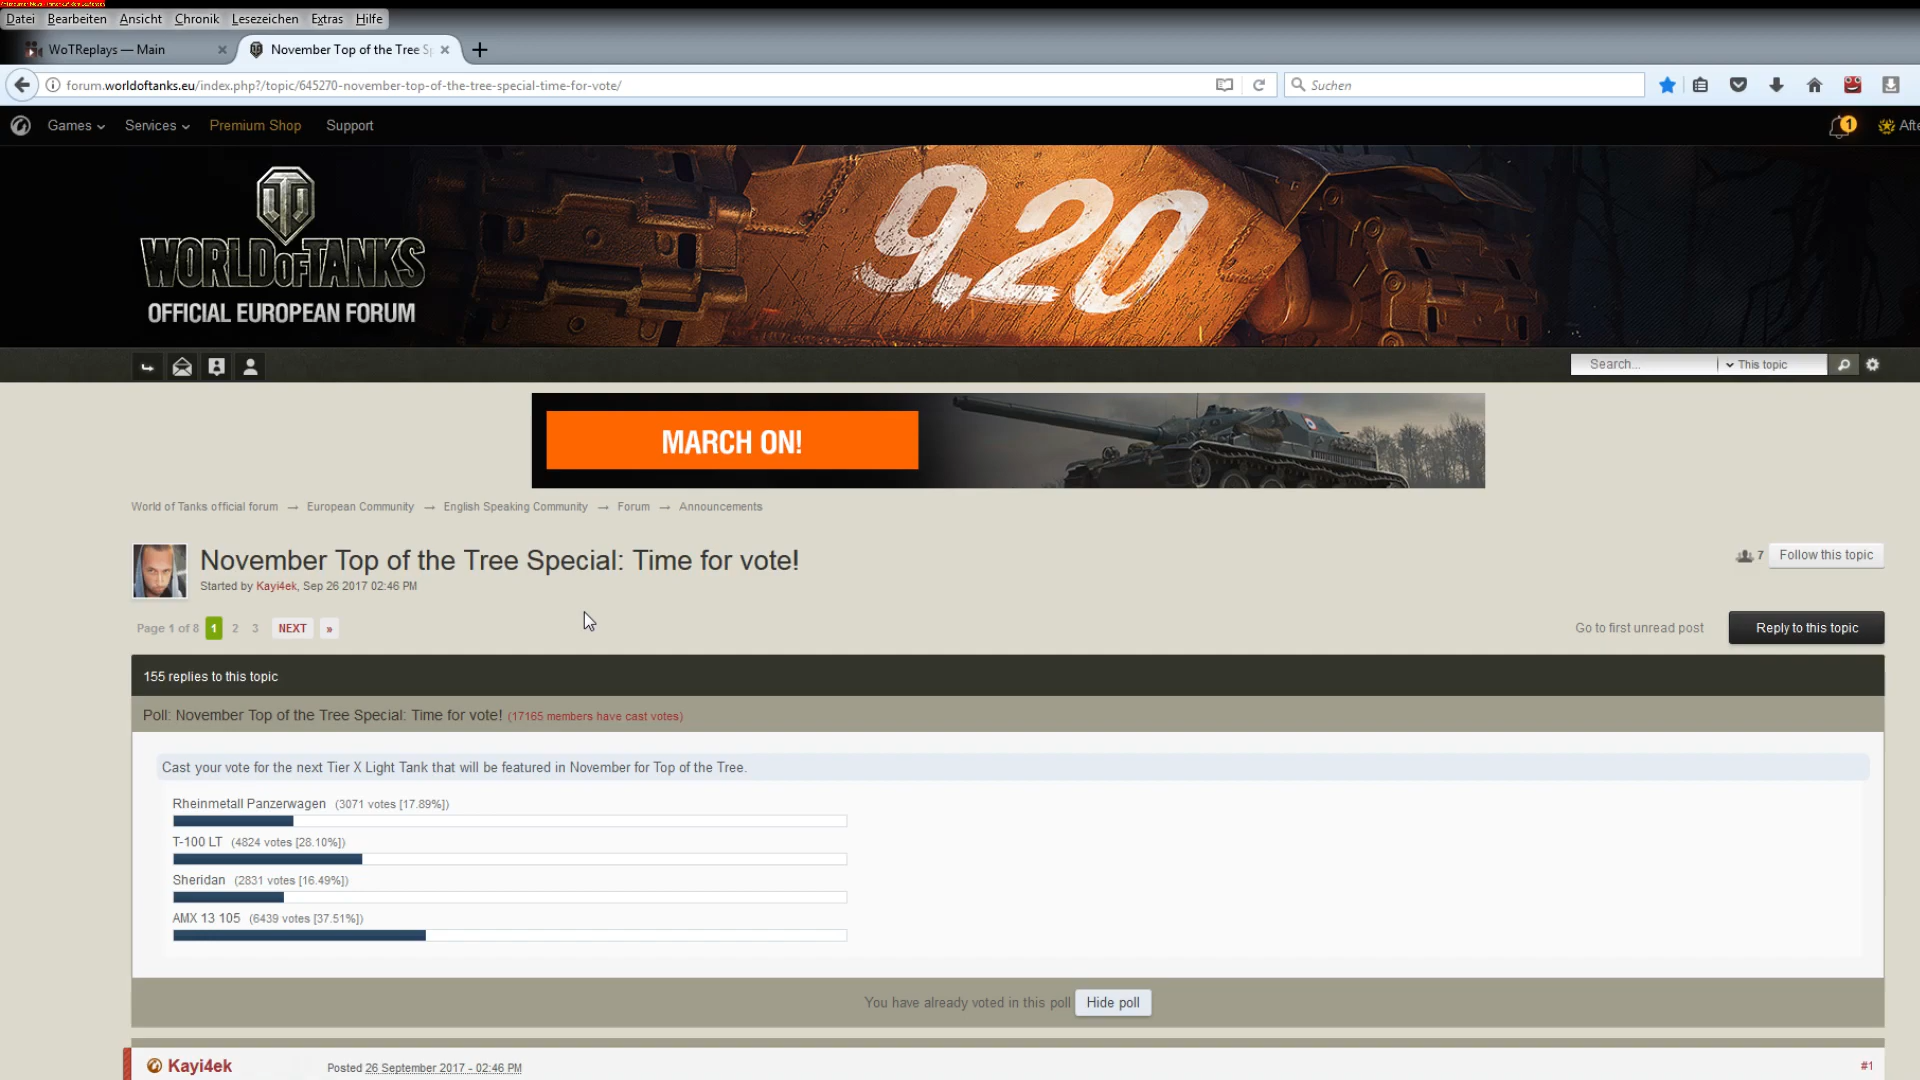 Datei Bearbeiten Ansicht Chronik Lesezeichen Extras Hilfe
WoTReplays — Main
November Top of the Tree Sp
forum.worldoftanks.eu/index.php?/topic/645270-november-top-of-the-tree-special-time-for-vote/
Suchen
Games Services Premium Shop Support
1
Afte
9.20
WORLD OF TANKS
OFFICIAL EUROPEAN FORUM
Search...
This topic
MARCH ON!
World of Tanks official forum → European Community → English Speaking Community → Forum → Announcements
November Top of the Tree Special: Time for vote!
Started by Kayi4ek, Sep 26 2017 02:46 PM
7
Follow this topic
Page 1 of 8 1 2 3 NEXT »
Go to first unread post
Reply to this topic
155 replies to this topic
Poll: November Top of the Tree Special: Time for vote! (17165 members have cast votes)
Cast your vote for the next Tier X Light Tank that will be featured in November for Top of the Tree.
Rheinmetall Panzerwagen (3071 votes [17.89%])
T-100 LT (4824 votes [28.10%])
Sheridan (2831 votes [16.49%])
AMX 13 105 (6439 votes [37.51%])
You have already voted in this poll Hide poll
Kayi4ek
Posted 26 September 2017 - 02:46 PM
#1